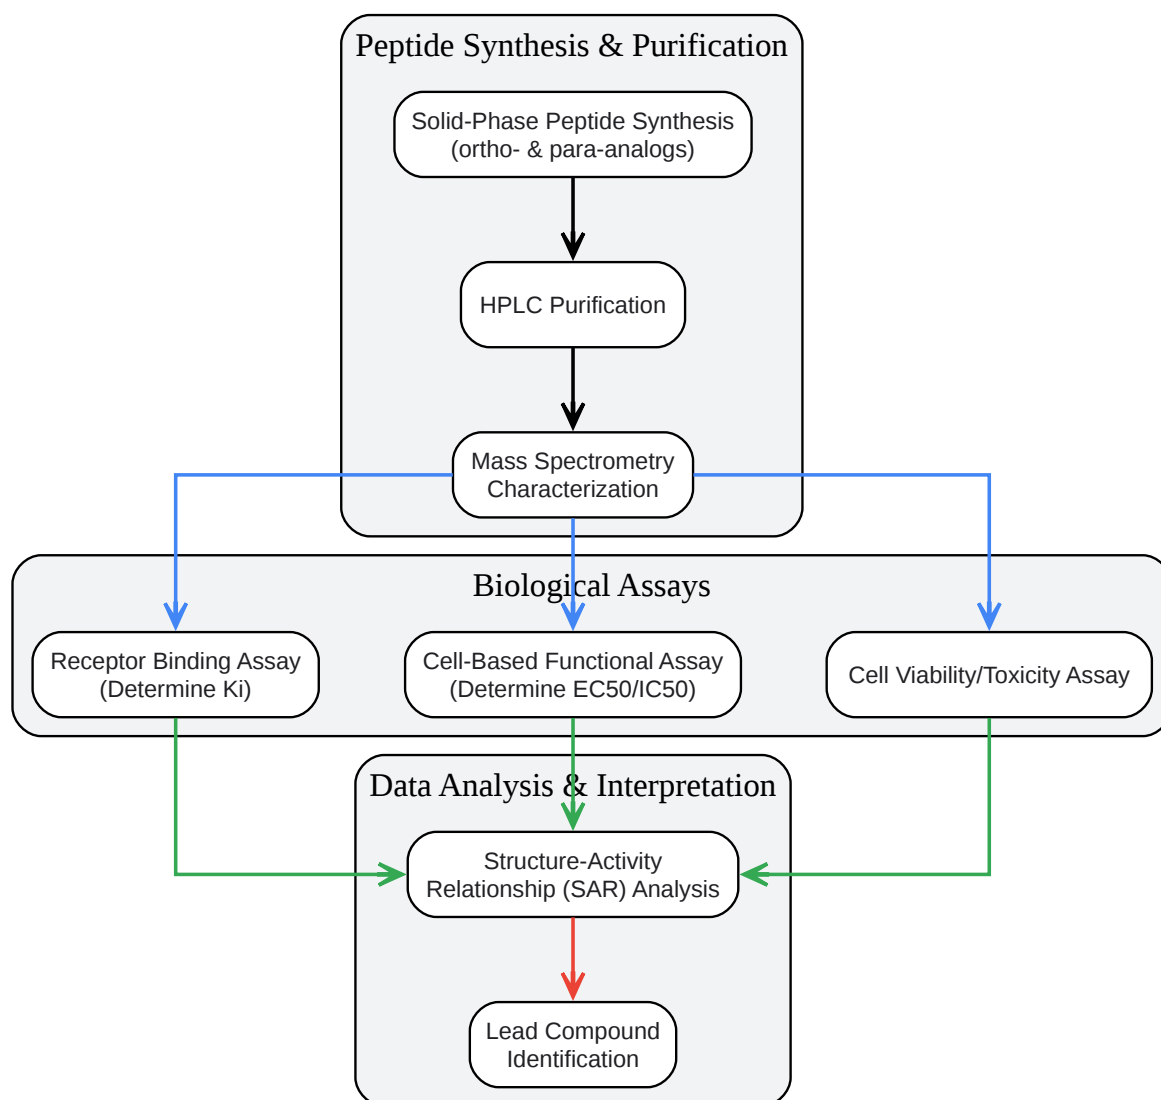 Peptide Synthesis & Purification
Solid-Phase Peptide Synthesis
(ortho- & para-analogs)
HPLC Purification
Mass Spectrometry
Characterization
Biological Assays
Receptor Binding Assay
(Determine Ki)
Cell-Based Functional Assay
(Determine EC50/IC50)
Cell Viability/Toxicity Assay
Data Analysis & Interpretation
Structure-Activity
Relationship (SAR) Analysis
Lead Compound
Identification